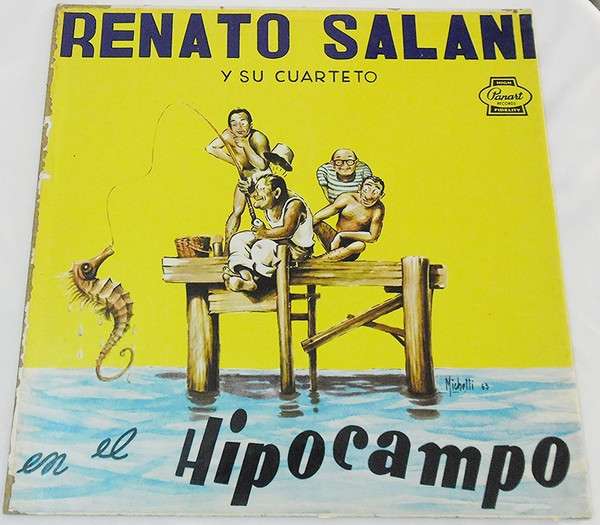 RENATO SALANI
Y SU CUARTETO
HIGH
Panart
RECORDS
FIDELITY
Michelli 63
en el
Hipocampo